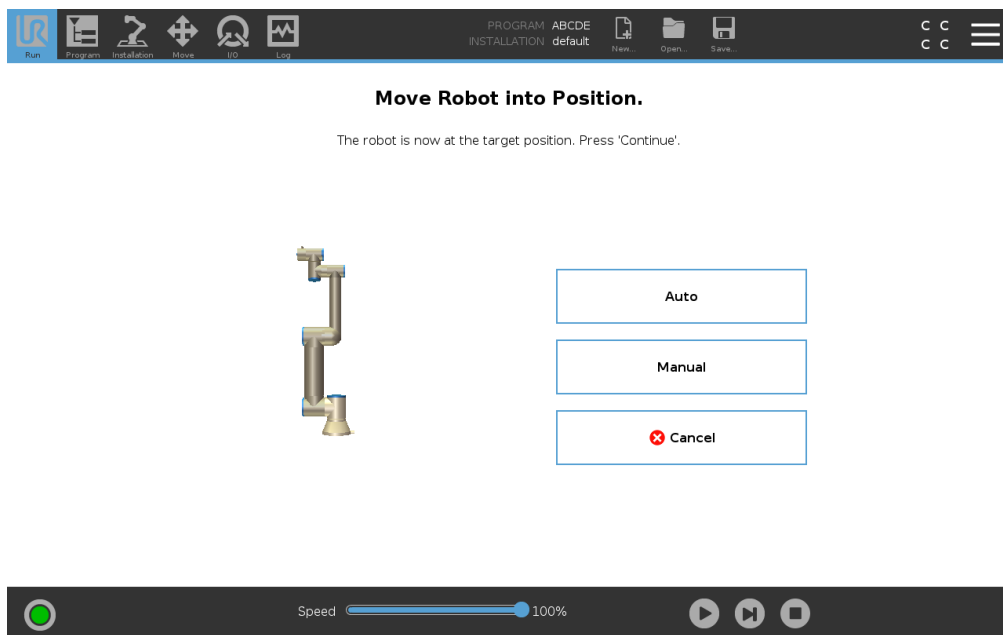 UR
PROGRAM ABCDE
INSTALLATION default
Run Program Installation Move I/O Log New... Open... Save...
C C
C C
Move Robot into Position.
The robot is now at the target position. Press 'Continue'.
Auto
Manual
Cancel
Speed 100%